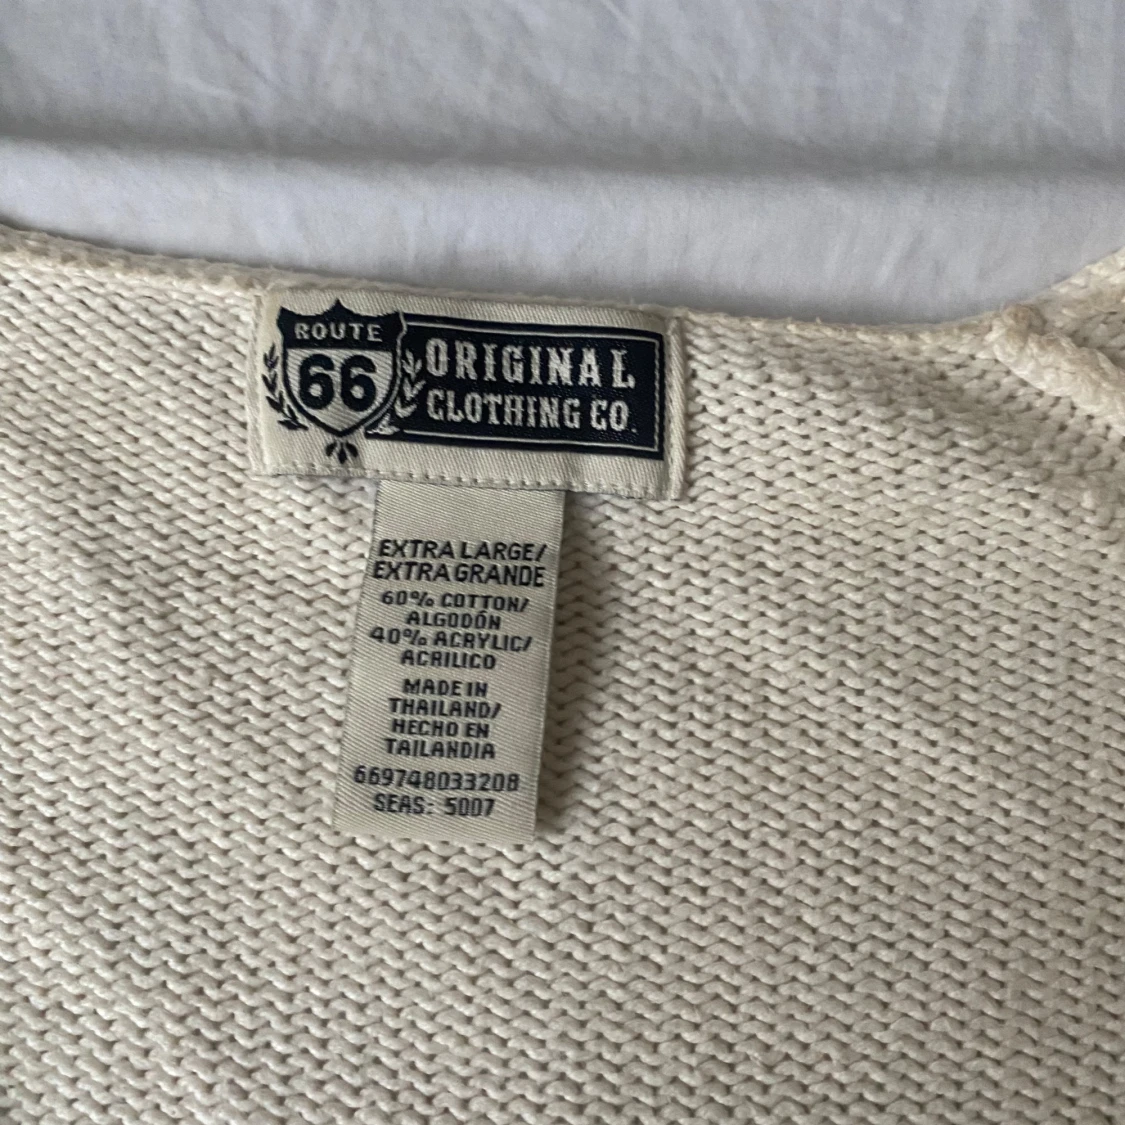 ROUTE
66
ORIGINAL
CLOTHING CO.
EXTRA LARGE/
EXTRA GRANDE
60% COTTON/
ALGODÓN
40% ACRYLIC/
ACRILICO
MADE IN
THAILAND/
HECHO EN
TAILANDIA
669748033208
SEAS: 5007